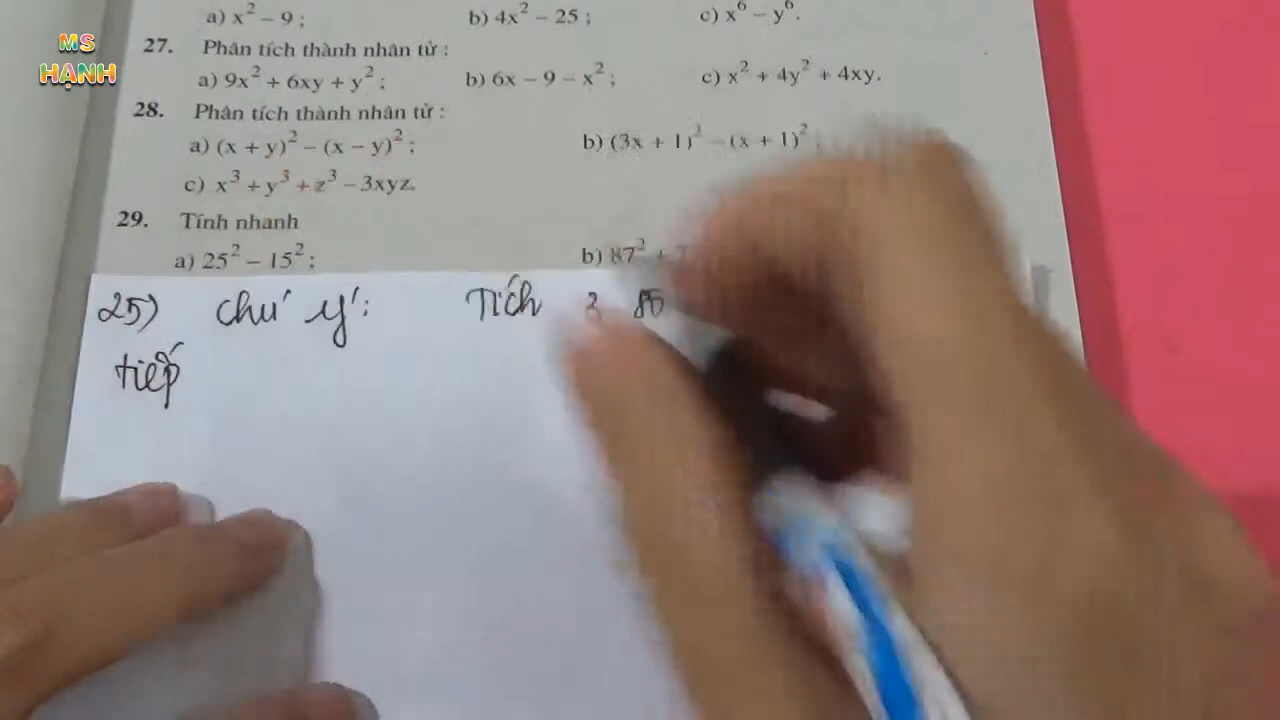 MS
HẠNH
a) x² – 9 ; b) 4x² – 25 ; c) x⁶ – y⁶.
27. Phân tích thành nhân tử :
a) 9x² + 6xy + y² ; b) 6x – 9 – x² ; c) x² + 4y² + 4xy.
28. Phân tích thành nhân tử :
a) (x + y)² – (x – y)² ; b) (3x + 1)² – (x + 1)² ;
c) x³ + y³ + z³ – 3xyz.
29. Tính nhanh
a) 25² – 15² ; b) 87² +
25) Chú ý: Tích
tiếp